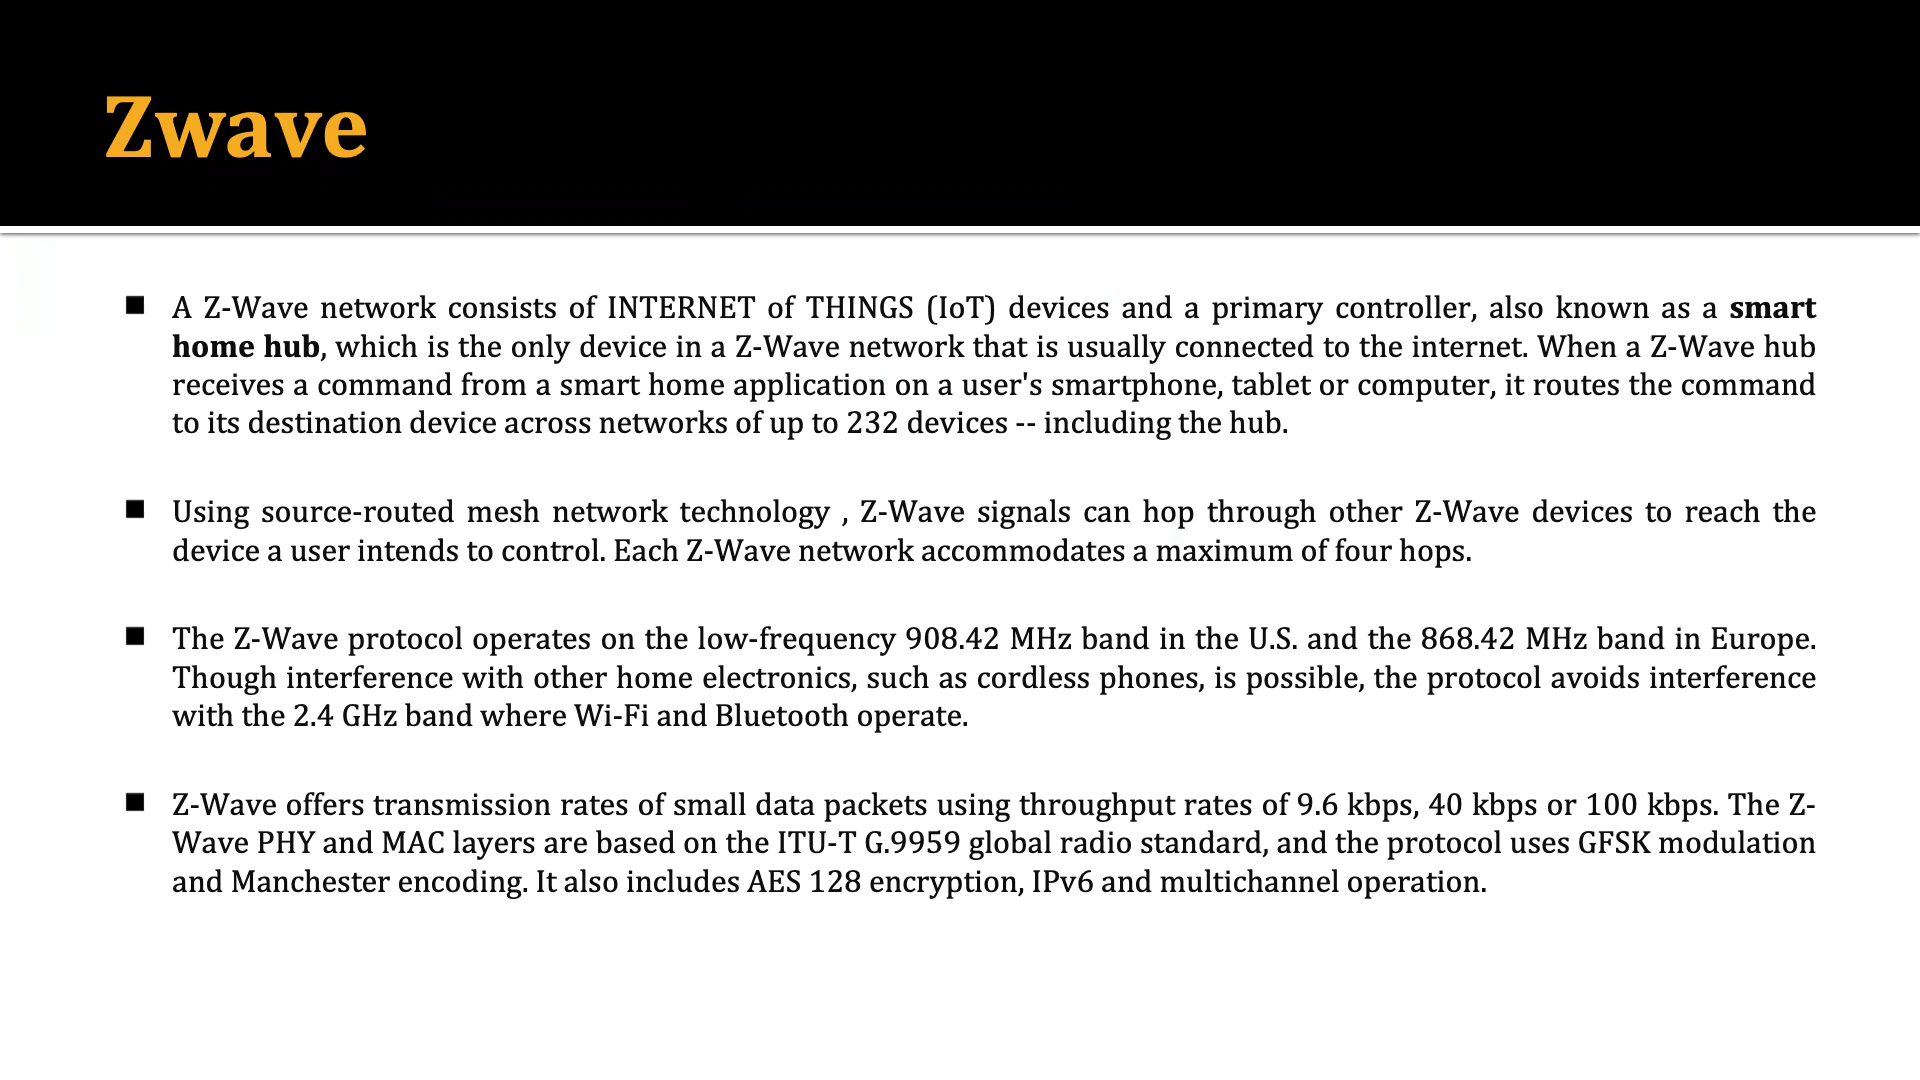 Zwave
A Z-Wave network consists of INTERNET of THINGS (IoT) devices and a primary controller, also known as a smart
home hub, which is the only device in a Z-Wave network that is usually connected to the internet. When a Z-Wave hub
receives a command from a smart home application on a user's smartphone, tablet or computer, it routes the command
to its destination device across networks of up to 232 devices -- including the hub.
Using source-routed mesh network technology , Z-Wave signals can hop through other Z-Wave devices to reach the
device a user intends to control. Each Z-Wave network accommodates a maximum of four hops.
The Z-Wave protocol operates on the low-frequency 908.42 MHz band in the U.S. and the 868.42 MHz band in Europe.
Though interference with other home electronics, such as cordless phones, is possible, the protocol avoids interference
with the 2.4 GHz band where Wi-Fi and Bluetooth operate.
Z-Wave offers transmission rates of small data packets using throughput rates of 9.6 kbps, 40 kbps or 100 kbps. The Z-
Wave PHY and MAC layers are based on the ITU-T G.9959 global radio standard, and the protocol uses GFSK modulation
and Manchester encoding. It also includes AES 128 encryption, IPv6 and multichannel operation.